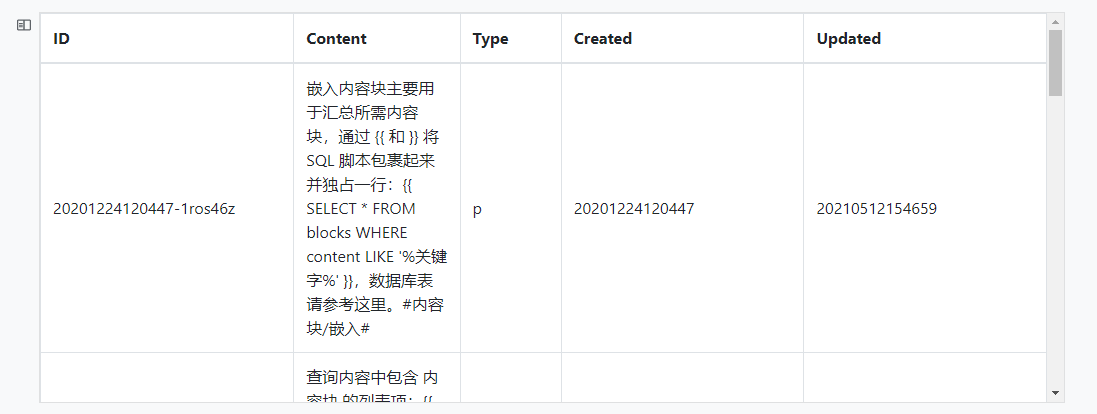 ID Content Type Created Updated
嵌入内容块主要用
于汇总所需内容
块，通过 {{ 和 }} 将
SQL 脚本包裹起来
并独占一行：{{
20201224120447-1ros46z SELECT * FROM p 20201224120447 20210512154659
blocks WHERE
content LIKE '%关键
字%' }}，数据库表
请参考这里。#内容
块/嵌入#
查询内容中包含 内
容块 的列表项：{{